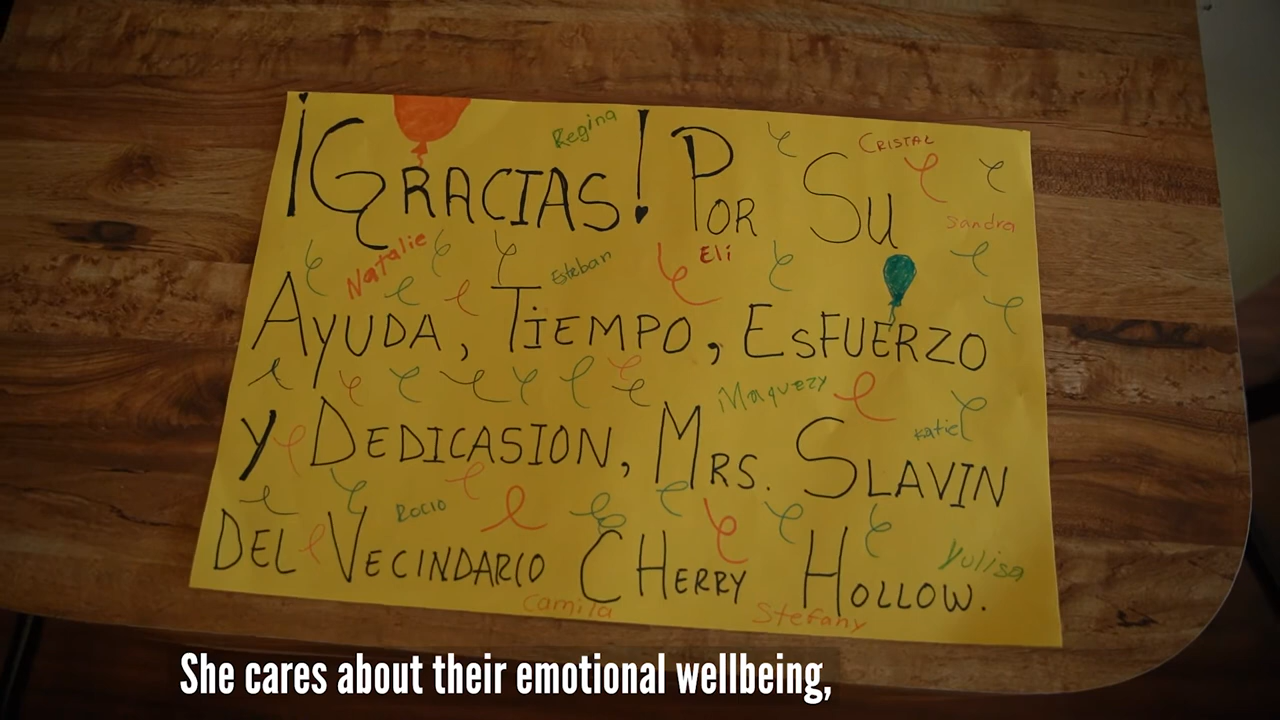 Regina
CRISTAL
¡GRACIAS! POR SU
Sandra
Natalie
Esteban
Eli
AYUDA, TIEMPO, ESFUERZO
Maquezy
Katie
y DEDICASION, MRS. SLAVIN
ROCIO
Yulisa
DEL VECINDARIO CHERRY HOLLOW.
Camila
Stefany
She cares about their emotional wellbeing,